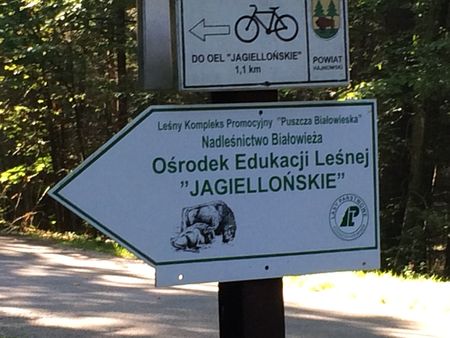 DO OEL "JAGIELLOŃSKIE"
1,1 km
POWIAT
HAJNOWSKI
Leśny Kompleks Promocyjny "Puszcza Białowieska"
Nadleśnictwo Białowieża
Ośrodek Edukacji Leśnej
"JAGIELLOŃSKIE"
LASY PAŃSTWOWE